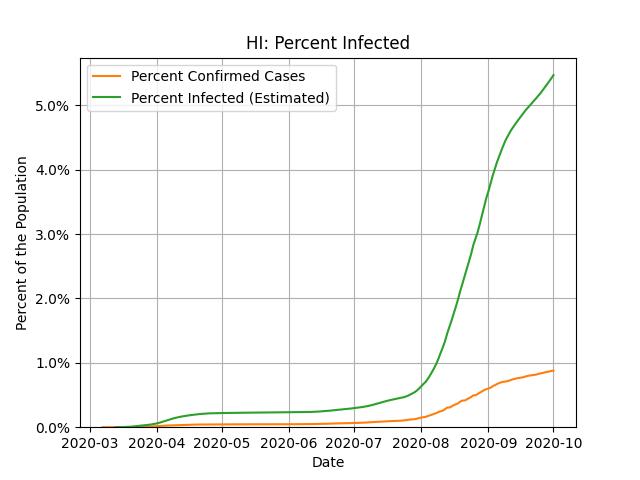 HI: Percent Infected
Percent Confirmed Cases
Percent Infected (Estimated)
Percent of the Population
5.0%
4.0%
3.0%
2.0%
1.0%
0.0%
2020-03 2020-04 2020-05 2020-06 2020-07 2020-08 2020-09 2020-10
Date